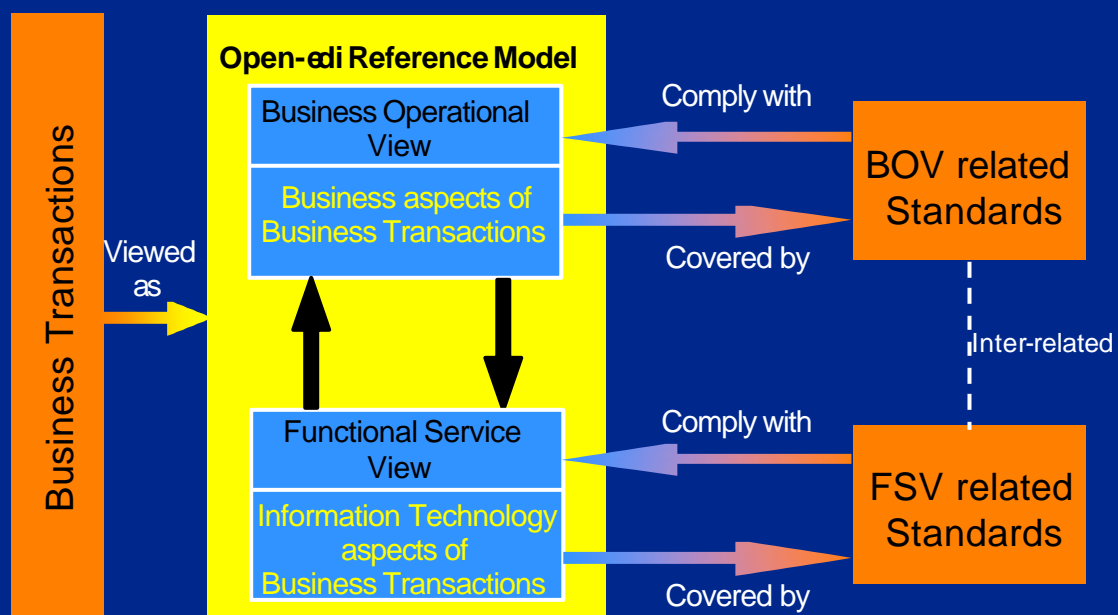 Business Transactions
Viewed
as
Open-edi Reference Model
Business Operational
View
Business aspects of
Business Transactions
Functional Service
View
Information Technology
aspects of
Business Transactions
Comply with
Covered by
BOV related
Standards
Inter-related
Comply with
Covered by
FSV related
Standards